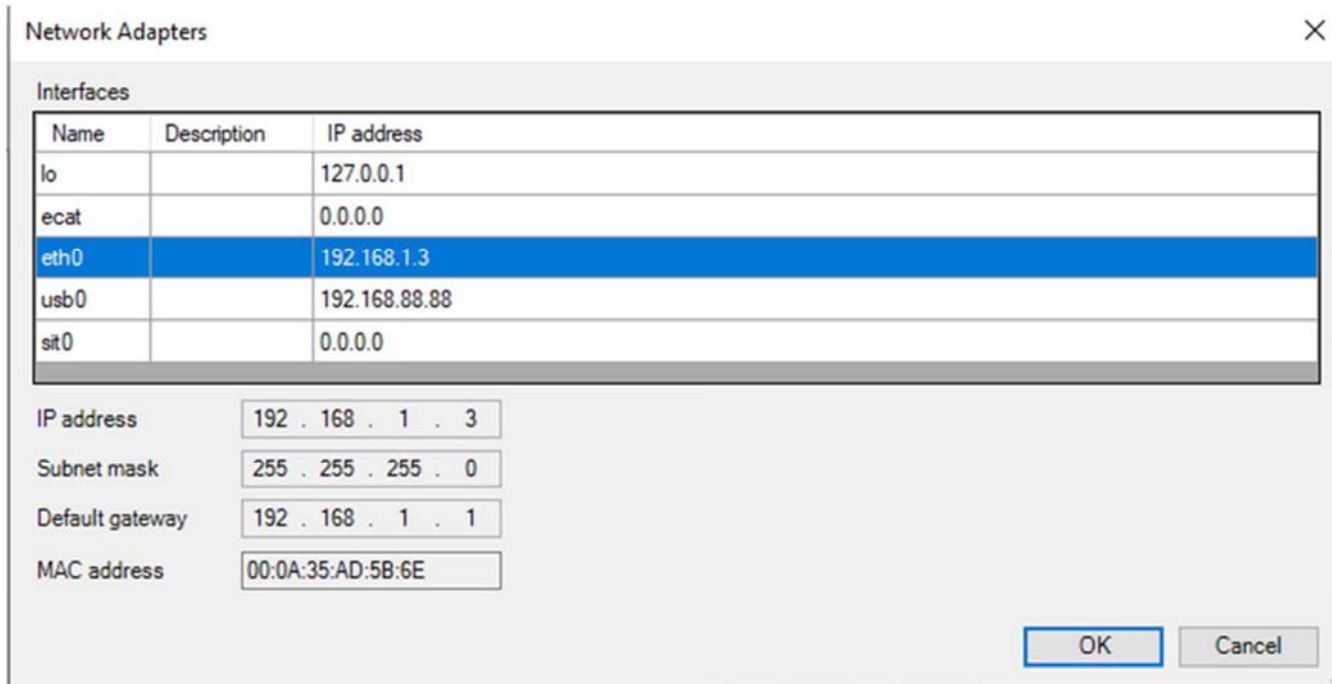 Network Adapters
Interfaces
Name Description IP address
lo 127.0.0.1
ecat 0.0.0.0
eth0 192.168.1.3
usb0 192.168.88.88
sit0 0.0.0.0
IP address 192 . 168 . 1 . 3
Subnet mask 255 . 255 . 255 . 0
Default gateway 192 . 168 . 1 . 1
MAC address 00:0A:35:AD:5B:6E
OK Cancel